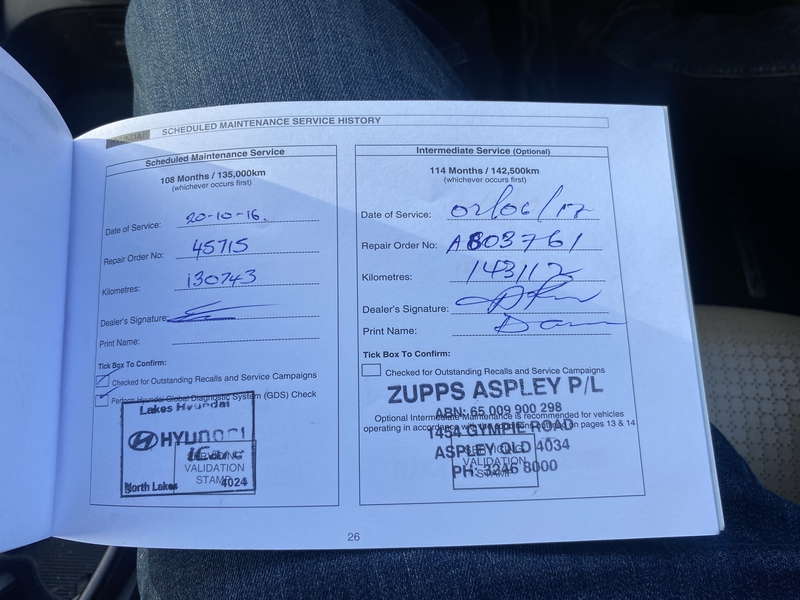 HYUNDAI
SCHEDULED MAINTENANCE SERVICE HISTORY
Scheduled Maintenance Service
108 Months / 135,000km
(whichever occurs first)
Date of Service: 20-10-16.
Repair Order No: 45715
Kilometres: 130743
Dealer's Signature:
Print Name:
Tick Box To Confirm:
Checked for Outstanding Recalls and Service Campaigns
Perform Hyundai Global Diagnostic System (GDS) Check
Lakes Hyundai
HYUNDAI
SERVICING
VALIDATION
STAMP
North Lakes 4024
Intermediate Service (Optional)
114 Months / 142,500km
(whichever occurs first)
Date of Service: 02/06/17
Repair Order No: A803761
Kilometres: 143112
Dealer's Signature:
Print Name:
Tick Box To Confirm:
Checked for Outstanding Recalls and Service Campaigns
ZUPPS ASPLEY P/L
ABN: 65 009 900 298
Optional Intermediate Maintenance is recommended for vehicles
operating in accordance with the conditions on pages 13 & 14
1454 GYMPIE ROAD
ASPLEY QLD 4034
PH: 3246 8000
SERVICING
VALIDATION
STAMP
26